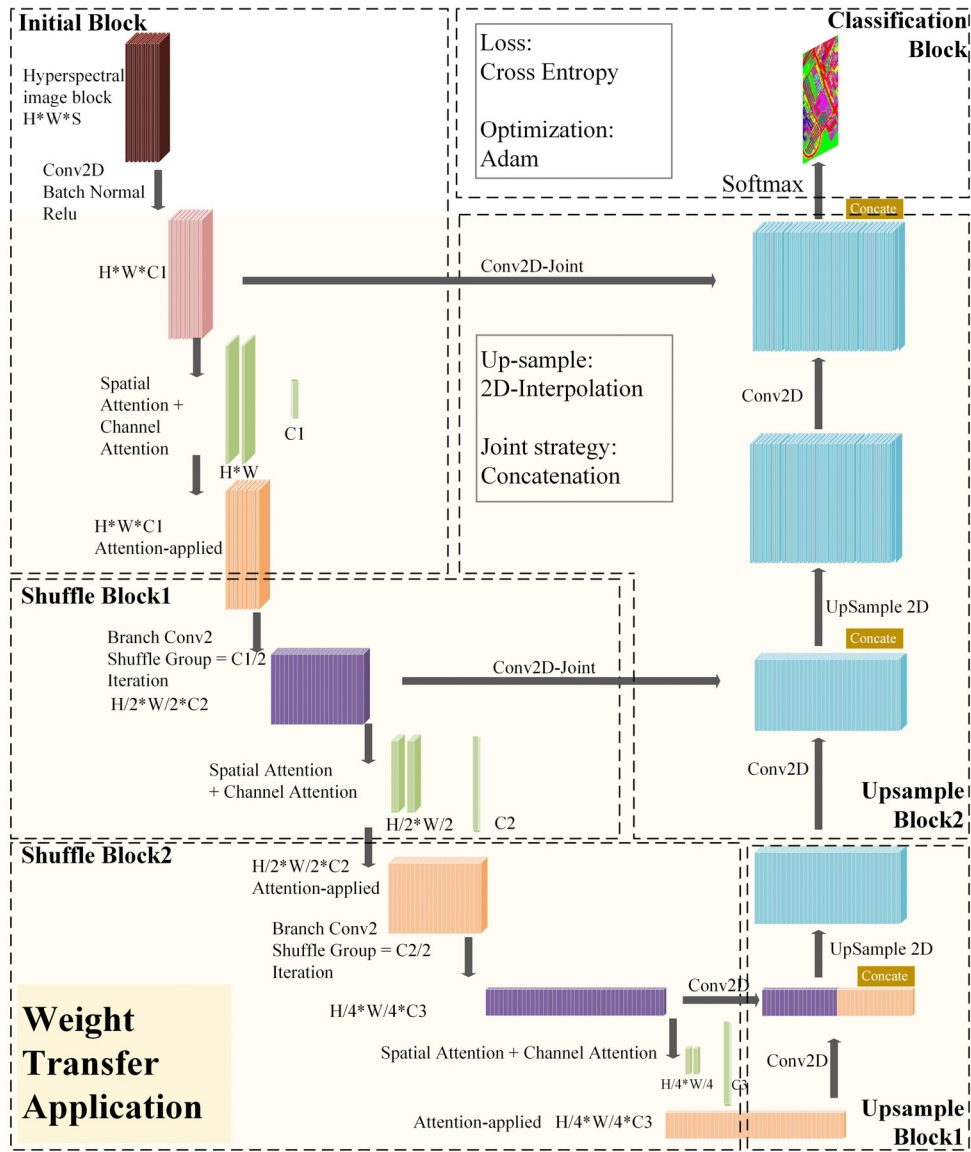 Initial Block
Hyperspectral
image block
H*W*S
Conv2D
Batch Normal
Relu
H*W*C1
Spatial
Attention +
Channel
Attention
H*W
C1
H*W*C1
Attention-applied
Shuffle Block1
Branch Conv2
Shuffle Group = C1/2
Iteration
H/2*W/2*C2
Spatial Attention
+ Channel Attention
H/2*W/2
C2
Shuffle Block2
H/2*W/2*C2
Attention-applied
Branch Conv2
Shuffle Group = C2/2
Iteration
H/4*W/4*C3
Spatial Attention + Channel Attention
H/4*W/4
C3
Attention-applied H/4*W/4*C3
Weight
Transfer
Application
Classification
Block
Loss:
Cross Entropy
Optimization:
Adam
Softmax
Concate
Conv2D-Joint
Up-sample:
2D-Interpolation
Joint strategy:
Concatenation
Conv2D
UpSample 2D
Concate
Conv2D-Joint
Conv2D
Upsample
Block2
UpSample 2D
Concate
Conv2D
Conv2D
Upsample
Block1